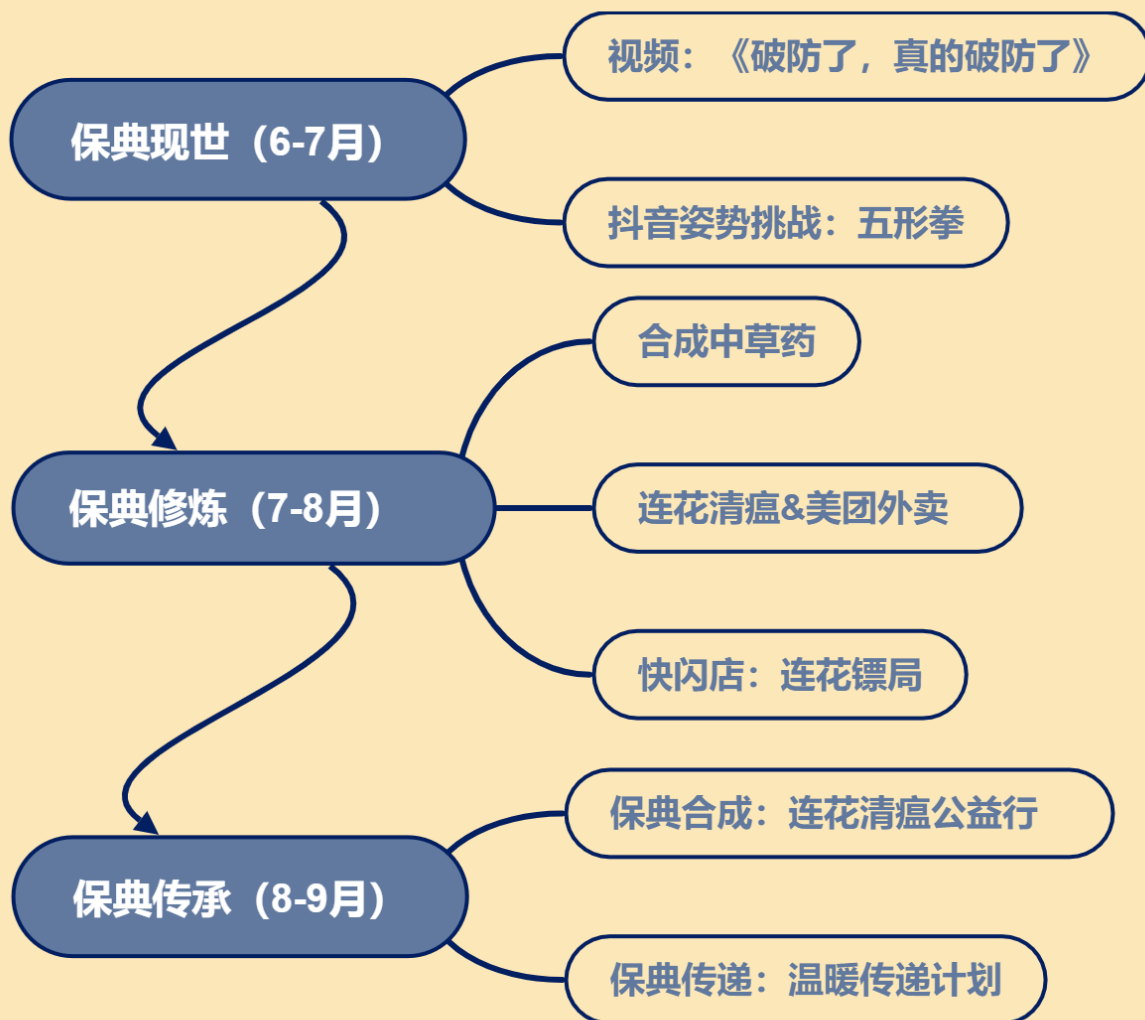 视频：《破防了，真的破防了》
保典现世（6-7月）
抖音姿势挑战：五形拳
合成中草药
保典修炼（7-8月）
连花清瘟&美团外卖
快闪店：连花镖局
保典合成：连花清瘟公益行
保典传承（8-9月）
保典传递：温暖传递计划